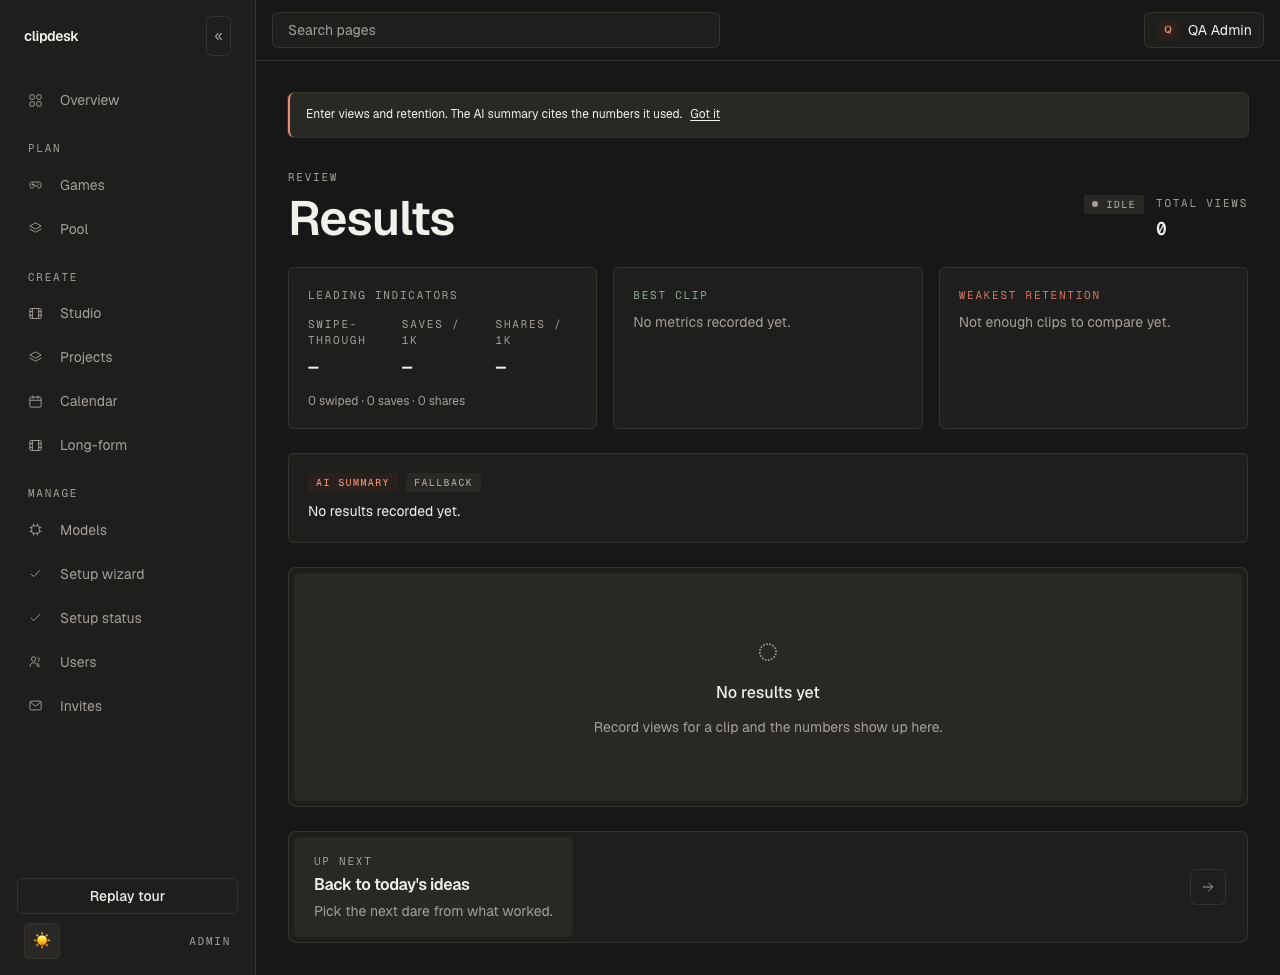 clipdesk
«
Search pages
Q
QA Admin
Overview
PLAN
Games
Pool
CREATE
Studio
Projects
Calendar
Long-form
MANAGE
Models
Setup wizard
Setup status
Users
Invites
Replay tour
ADMIN
Enter views and retention. The AI summary cites the numbers it used. Got it
REVIEW
Results
IDLE
TOTAL VIEWS
0
LEADING INDICATORS
SWIPE-
THROUGH
—
SAVES /
1K
—
SHARES /
1K
—
0 swiped · 0 saves · 0 shares
BEST CLIP
No metrics recorded yet.
WEAKEST RETENTION
Not enough clips to compare yet.
AI SUMMARY
FALLBACK
No results recorded yet.
No results yet
Record views for a clip and the numbers show up here.
UP NEXT
Back to today's ideas
Pick the next dare from what worked.
→